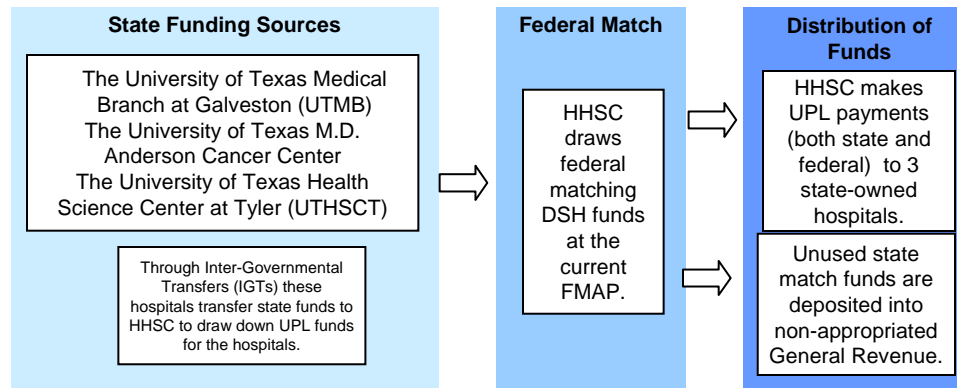 State Funding Sources
The University of Texas Medical
Branch at Galveston (UTMB)
The University of Texas M.D.
Anderson Cancer Center
The University of Texas Health
Science Center at Tyler (UTHSCT)
Through Inter-Governmental
Transfers (IGTs) these
hospitals transfer state funds to
HHSC to draw down UPL funds
for the hospitals.
Federal Match
HHSC
draws
federal
matching
DSH funds
at the
current
FMAP.
Distribution of
Funds
HHSC makes
UPL payments
(both state and
federal) to 3
state-owned
hospitals.
Unused state
match funds are
deposited into
non-appropriated
General Revenue.